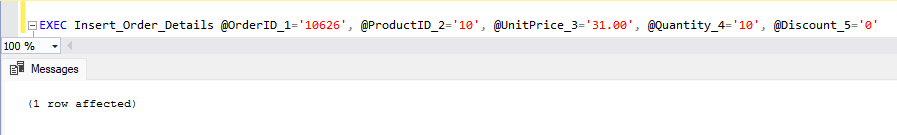 EXEC Insert_Order_Details @OrderID_1='10626', @ProductID_2='10', @UnitPrice_3='31.00', @Quantity_4='10', @Discount_5='0'
100 %
Messages
(1 row affected)